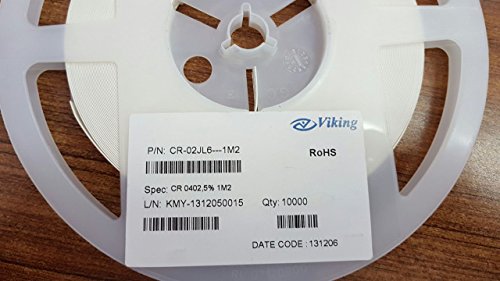 Viking
P/N: CR-02JL6---1M2
RoHS
Spec: CR 0402,5% 1M2
L/N: KMY-1312050015 Qty: 10000
DATE CODE : 131206